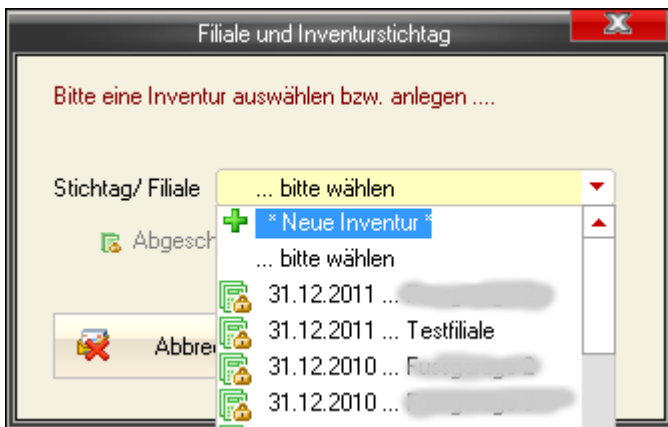 Filiale und Inventurstichtag
Bitte eine Inventur auswählen bzw. anlegen ....
Stichtag/ Filiale ... bitte wählen
* Neue Inventur *
Abgesch
... bitte wählen
31.12.2011 ...
31.12.2011 ... Testfiliale
Abbre
31.12.2010 ...
31.12.2010 ...